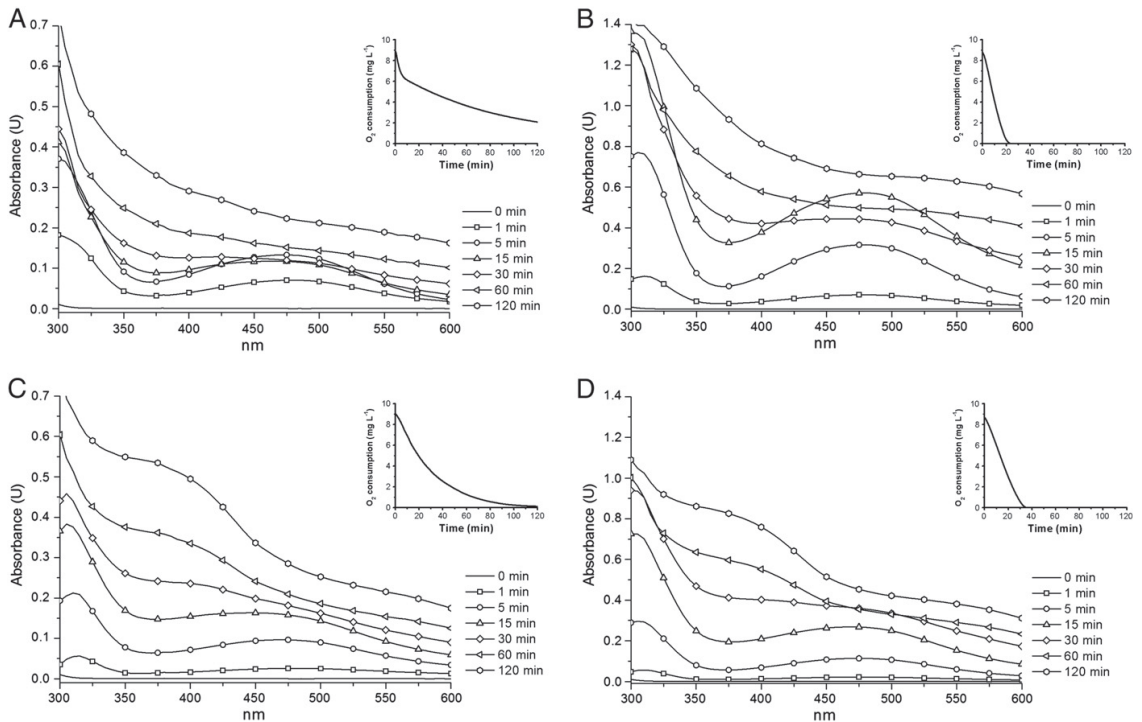 A
Absorbance (U)
0.7
0.6
0.5
0.4
0.3
0.2
0.1
0.0
300 350 400 450 500 550 600
nm
O2 consumption (mg L-1)
10
8
6
4
2
0
0 20 40 60 80 100 120
Time (min)
0 min
1 min
5 min
15 min
30 min
60 min
120 min
B
Absorbance (U)
1.4
1.2
1.0
0.8
0.6
0.4
0.2
0.0
300 350 400 450 500 550 600
nm
O2 consumption (mg L-1)
10
8
6
4
2
0
0 20 40 60 80 100 120
Time (min)
0 min
1 min
5 min
15 min
30 min
60 min
120 min
C
Absorbance (U)
0.7
0.6
0.5
0.4
0.3
0.2
0.1
0.0
300 350 400 450 500 550 600
nm
O2 consumption (mg L-1)
10
8
6
4
2
0
0 20 40 60 80 100 120
Time (min)
0 min
1 min
5 min
15 min
30 min
60 min
120 min
D
Absorbance (U)
1.4
1.2
1.0
0.8
0.6
0.4
0.2
0.0
300 350 400 450 500 550 600
nm
O2 consumption (mg L-1)
10
8
6
4
2
0
0 20 40 60 80 100 120
Time (min)
0 min
1 min
5 min
15 min
30 min
60 min
120 min